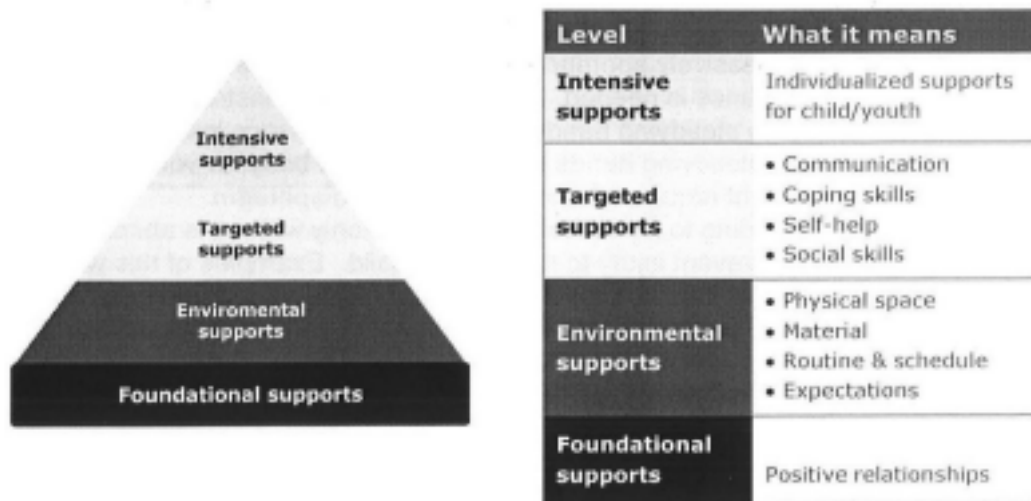 Intensive
supports
Targeted
supports
Enviromental
supports
Foundational supports
Level What it means
Intensive
supports
Individualized supports
for child/youth
Targeted
supports
• Communication
• Coping skills
• Self-help
• Social skills
Environmental
supports
• Physical space
• Material
• Routine & schedule
• Expectations
Foundational
supports
Positive relationships